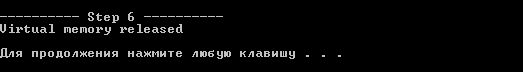 ---------- Step 6 ----------
Virtual memory released
Для продолжения нажмите любую клавишу . . .